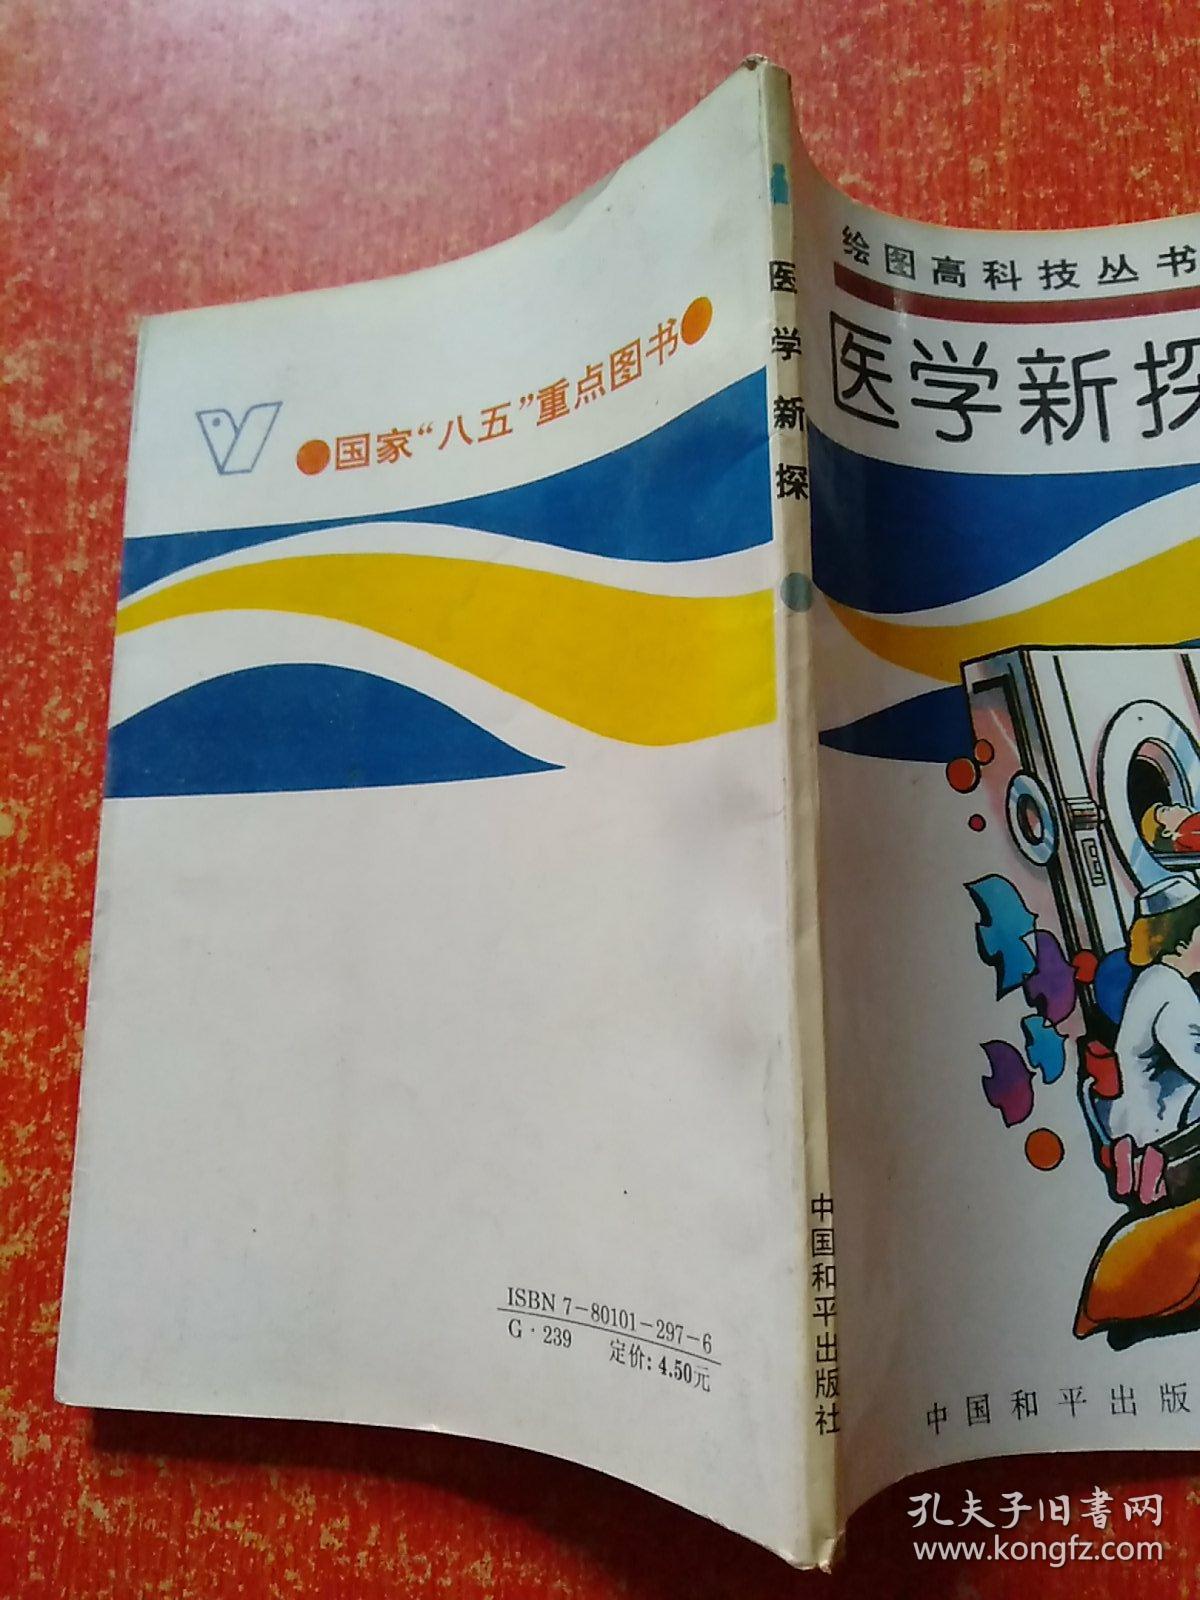 ●国家“八五”重点图书●
ISBN 7-80101-297-6
G·239 定价:4.50元
医学新探
中国和平出版社
绘图高科技丛书
医学新探
中国和平出版
孔夫子旧书网
www.kongfz.com